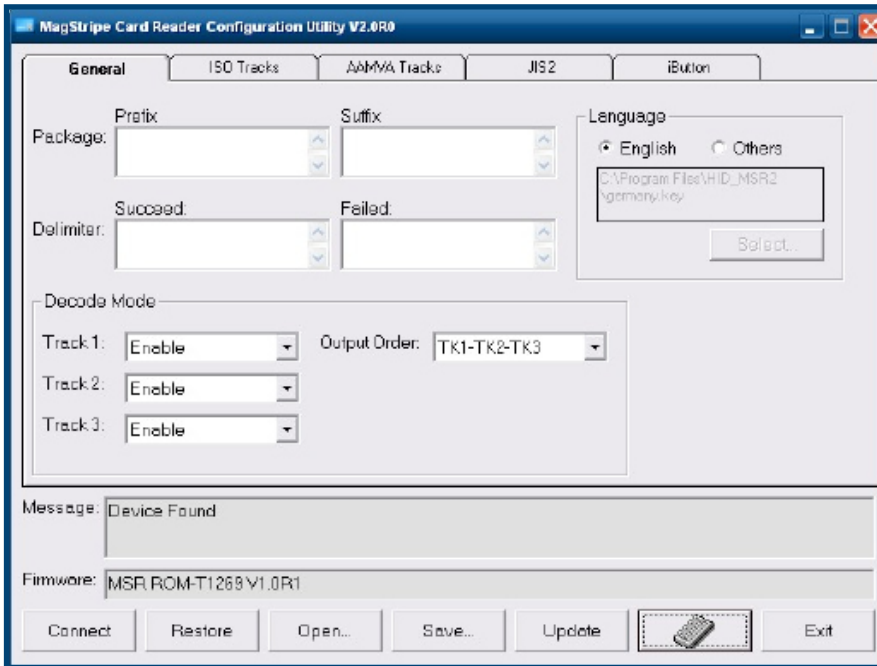 MagStripe Card Reader Configuration Utility V2.0R0
General ISO Tracks AAMVA Tracks JIS2 iButton
Prefix Suffix
Package:
Language
English Others
C:\Program Files\HID_MSR2
\germany.key
Succeed: Failed:
Delimiter:
Select...
Decode Mode
Track 1: Enable Output Order: TK1-TK2-TK3
Track 2: Enable
Track 3: Enable
Message: Device Found
Firmware: MSR ROM-T1269 V1.0R1
Connect Restore Open... Save... Update Exit